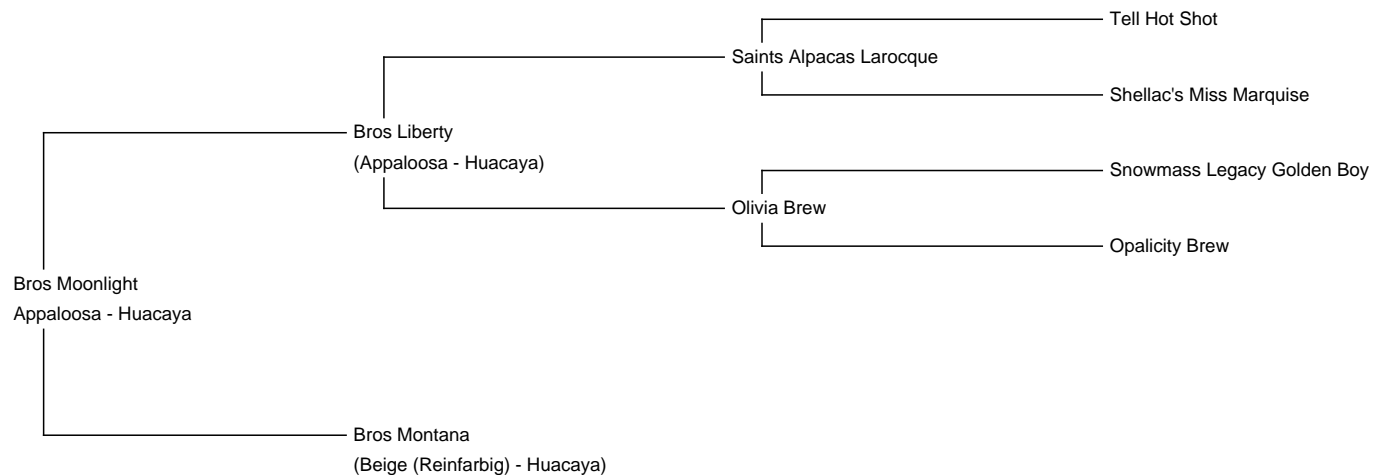 Tell Hot Shot
Saints Alpacas Larocque
Shellac's Miss Marquise
Bros Liberty
(Appaloosa - Huacaya)
Snowmass Legacy Golden Boy
Olivia Brew
Opalicity Brew
Bros Moonlight
Appaloosa - Huacaya
Bros Montana
(Beige (Reinfarbig) - Huacaya)